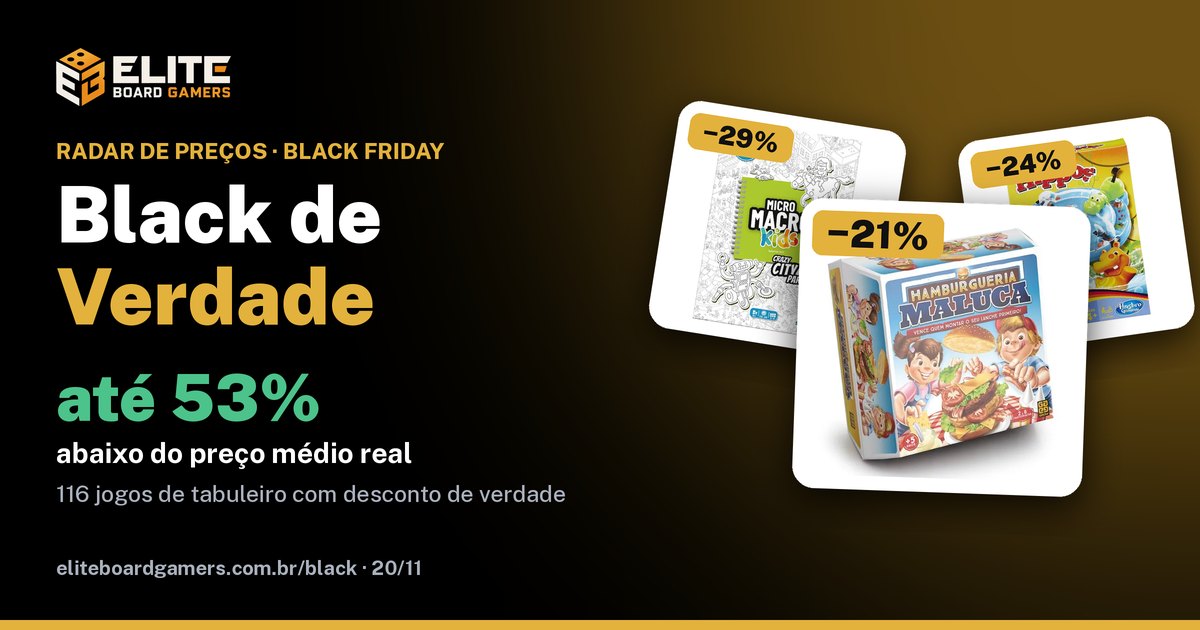 ELITE
BOARD GAMERS
RADAR DE PREÇOS · BLACK FRIDAY
Black de
Verdade
até 53%
abaixo do preço médio real
116 jogos de tabuleiro com desconto de verdade
eliteboardgamers.com.br/black · 20/11
−29%
MICRO
MACRO
Kids
CRAZY
CITY
−24%
Hasbro
−21%
HAMBURGUERIA
MALUCA
VENCE QUEM MONTAR O SEU LANCHE PRIMEIRO!
+5